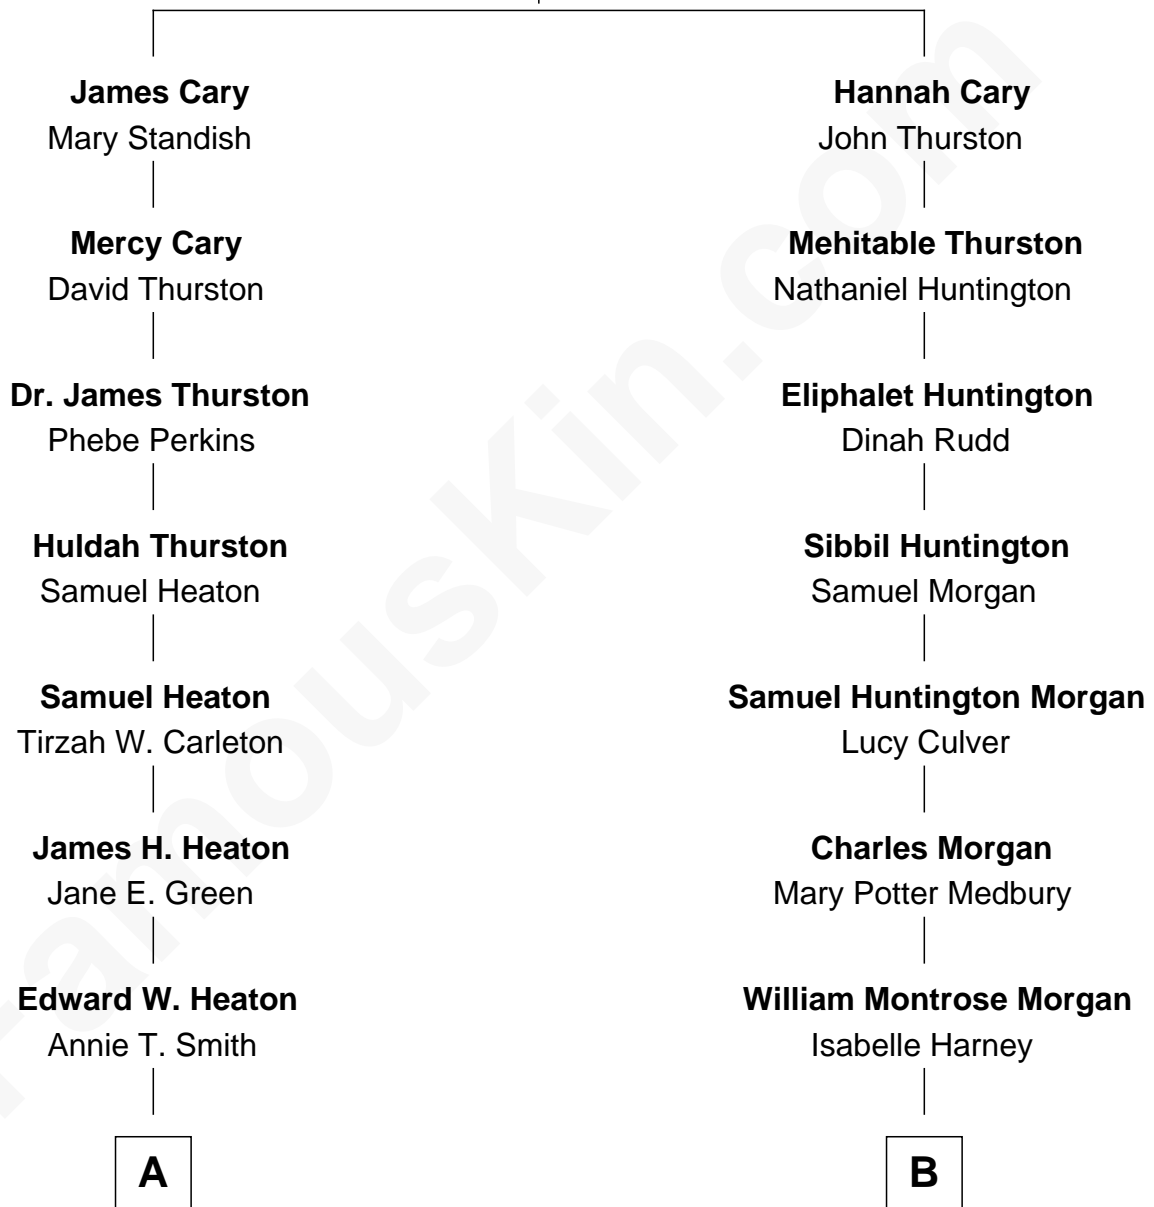 James Cary
Mary Standish
Mercy Cary
David Thurston
Dr. James Thurston
Phebe Perkins
Huldah Thurston
Samuel Heaton
Samuel Heaton
Tirzah W. Carleton
James H. Heaton
Jane E. Green
Edward W. Heaton
Annie T. Smith
A
Hannah Cary
John Thurston
Mehitable Thurston
Nathaniel Huntington
Eliphalet Huntington
Dinah Rudd
Sibbil Huntington
Samuel Morgan
Samuel Huntington Morgan
Lucy Culver
Charles Morgan
Mary Potter Medbury
William Montrose Morgan
Isabelle Harney
B
FamousKin.com